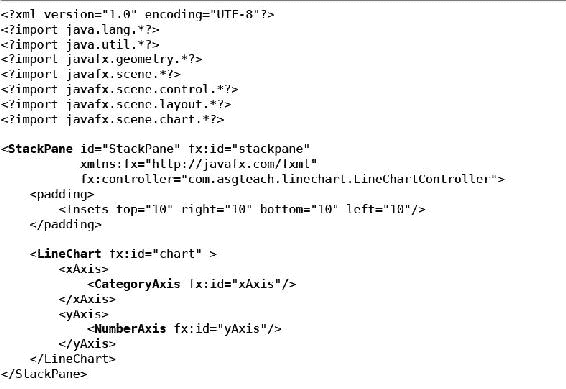 <?xml version="1.0" encoding="UTF-8"?>
<?import java.lang.*?>
<?import java.util.*?>
<?import javafx.geometry.*?>
<?import javafx.scene.*?>
<?import javafx.scene.control.*?>
<?import javafx.scene.layout.*?>
<?import javafx.scene.chart.*?>

<StackPane id="StackPane" fx:id="stackpane"
           xmlns:fx="http://javafx.com/fxml"
           fx:controller="com.asgteach.linechart.LineChartController">
    <padding>
        <Insets top="10" right="10" bottom="10" left="10"/>
    </padding>

    <LineChart fx:id="chart" >
        <xAxis>
            <CategoryAxis fx:id="xAxis"/>
        </xAxis>
        <yAxis>
            <NumberAxis fx:id="yAxis"/>
        </yAxis>
    </LineChart>
</StackPane>